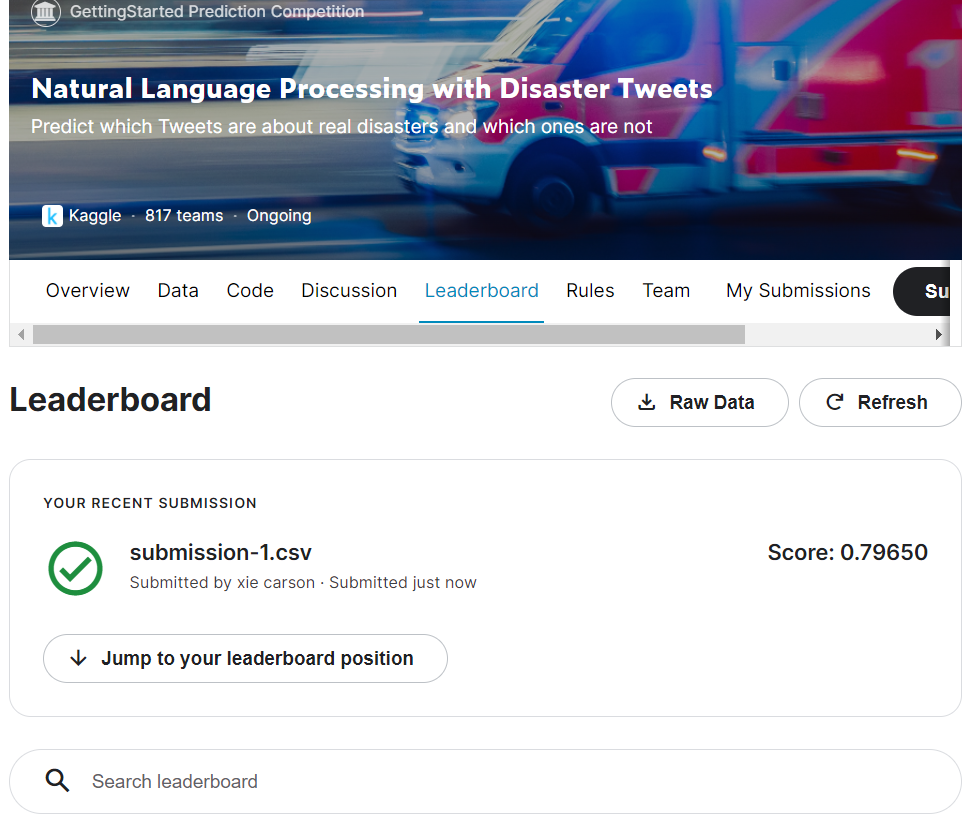 GettingStarted Prediction Competition
Natural Language Processing with Disaster Tweets
Predict which Tweets are about real disasters and which ones are not
k Kaggle · 817 teams · Ongoing
Overview Data Code Discussion Leaderboard Rules Team My Submissions Su
Leaderboard Raw Data Refresh
YOUR RECENT SUBMISSION
submission-1.csv Score: 0.79650
Submitted by xie carson · Submitted just now
Jump to your leaderboard position
Search leaderboard